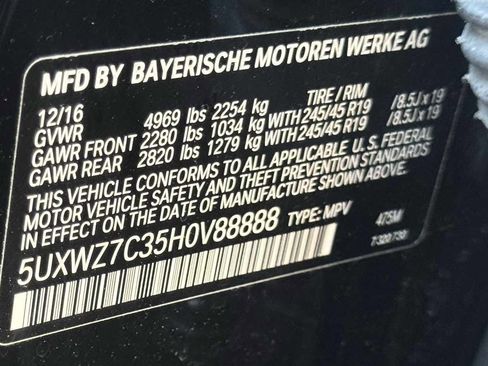 MFD BY BAYERISCHE MOTOREN WERKE AG
12/16 TIRE / RIM
GVWR 4969 lbs 2254 kg
GAWR FRONT 2280 lbs 1034 kg WITH 245/45 R19 /8.5J x 19
GAWR REAR 2820 lbs 1279 kg WITH 245/45 R19 /8.5J x 19
THIS VEHICLE CONFORMS TO ALL APPLICABLE U.S. FEDERAL
MOTOR VEHICLE SAFETY AND THEFT PREVENTION STANDARDS
IN EFFECT ON THE DATE OF MANUFACTURE SHOWN ABOVE.
5UXWZ7C35H0V88888 TYPE: MPV 475M
7 320 730